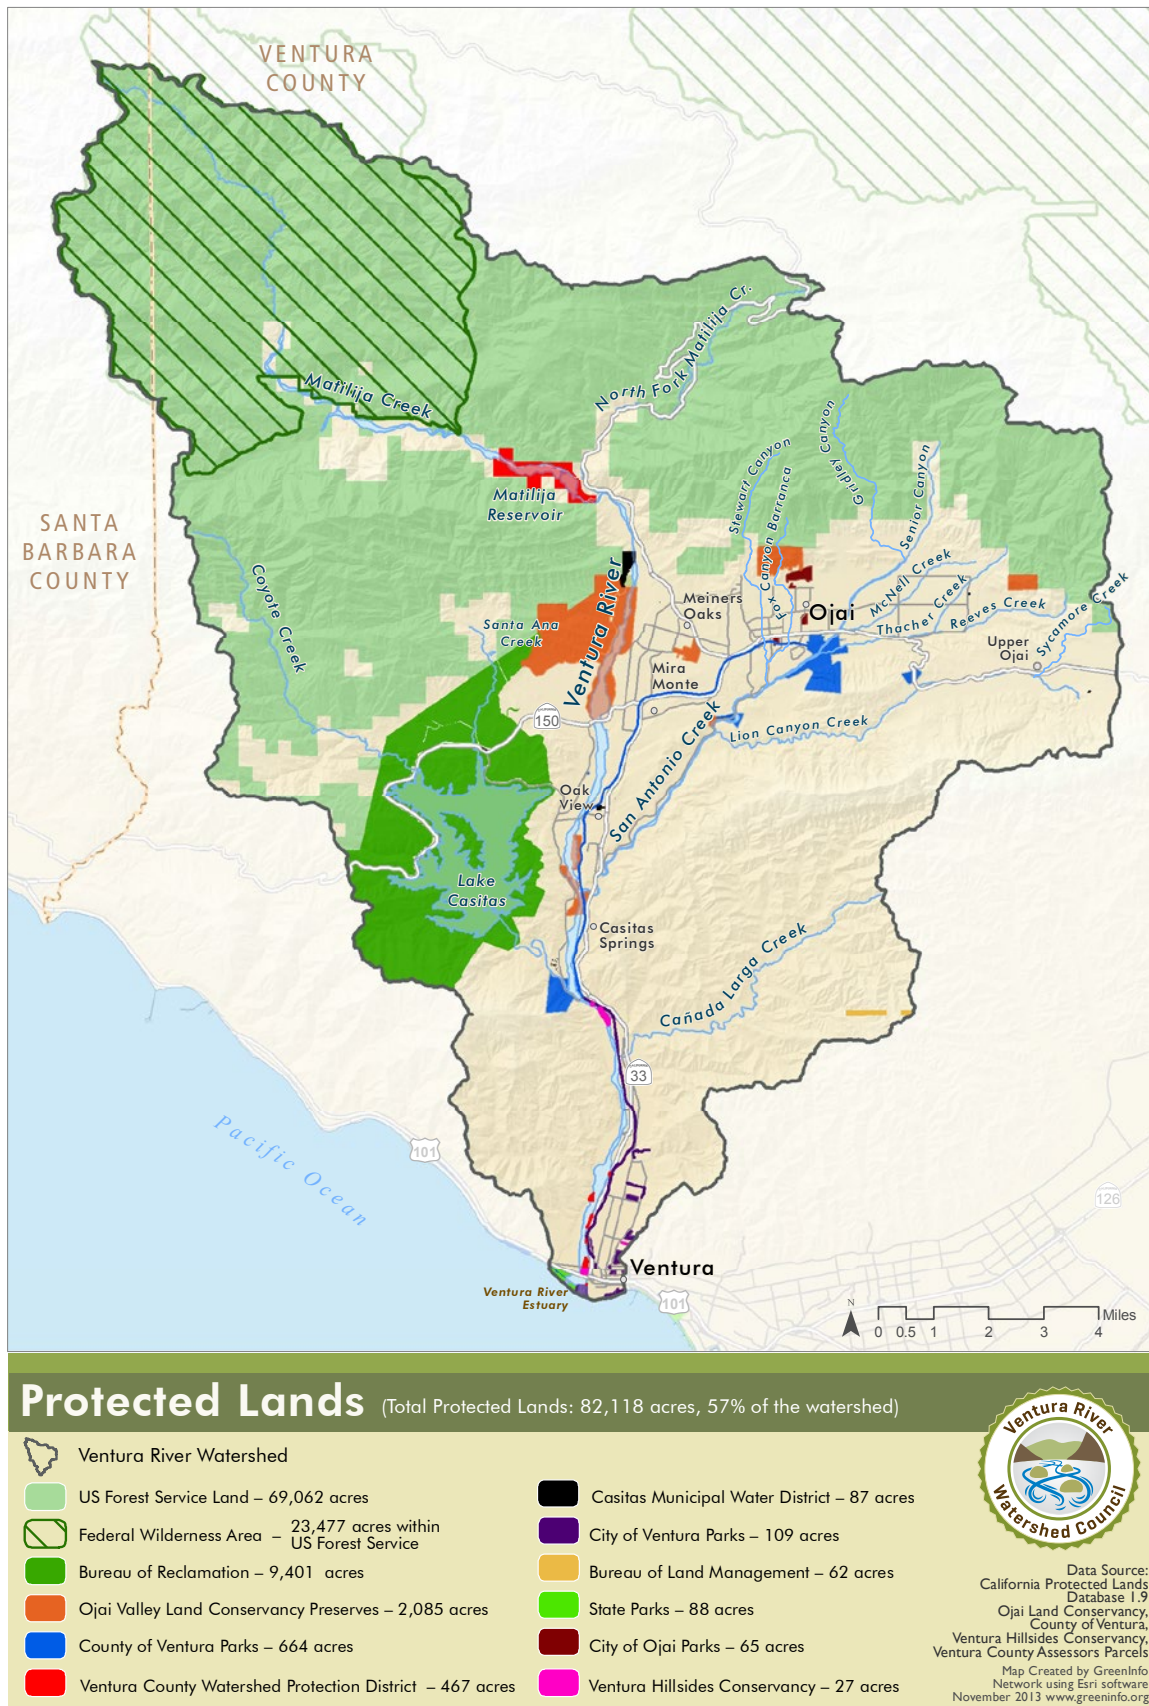 VENTURA
COUNTY
North Fork Matilija Cr.
Matilija Creek
Matilija
Reservoir
SANTA
BARBARA
COUNTY
Coyote Creek
Santa Ana
Creek
Ventura River
Stewart Canyon
Fox Canyon Barranca
Gridley Canyon
Senior Canyon
McNell Creek
Thacher Creek
Reeves Creek
Sycamore Creek
Meiners
Oaks
Ojai
Upper
Ojai
Mira
Monte
CALIFORNIA
150
Lion Canyon Creek
San Antonio Creek
Oak
View
Lake
Casitas
Casitas
Springs
Cañada Larga Creek
CALIFORNIA
33
Pacific Ocean
101
CALIFORNIA
126
Ventura
Ventura River
Estuary
101
N
0 0.5 1 2 3 4
Miles
Protected Lands (Total Protected Lands: 82,118 acres, 57% of the watershed)
Ventura River Watershed
US Forest Service Land – 69,062 acres
Federal Wilderness Area – 23,477 acres within
US Forest Service
Bureau of Reclamation – 9,401 acres
Ojai Valley Land Conservancy Preserves – 2,085 acres
County of Ventura Parks – 664 acres
Ventura County Watershed Protection District – 467 acres
Casitas Municipal Water District – 87 acres
City of Ventura Parks – 109 acres
Bureau of Land Management – 62 acres
State Parks – 88 acres
City of Ojai Parks – 65 acres
Ventura Hillsides Conservancy – 27 acres
Ventura River
Watershed Council
Data Source:
California Protected Lands
Database 1.9
Ojai Land Conservancy,
County of Ventura,
Ventura Hillsides Conservancy,
Ventura County Assessors Parcels
Map Created by GreenInfo
Network using Esri software
November 2013 www.greeninfo.org